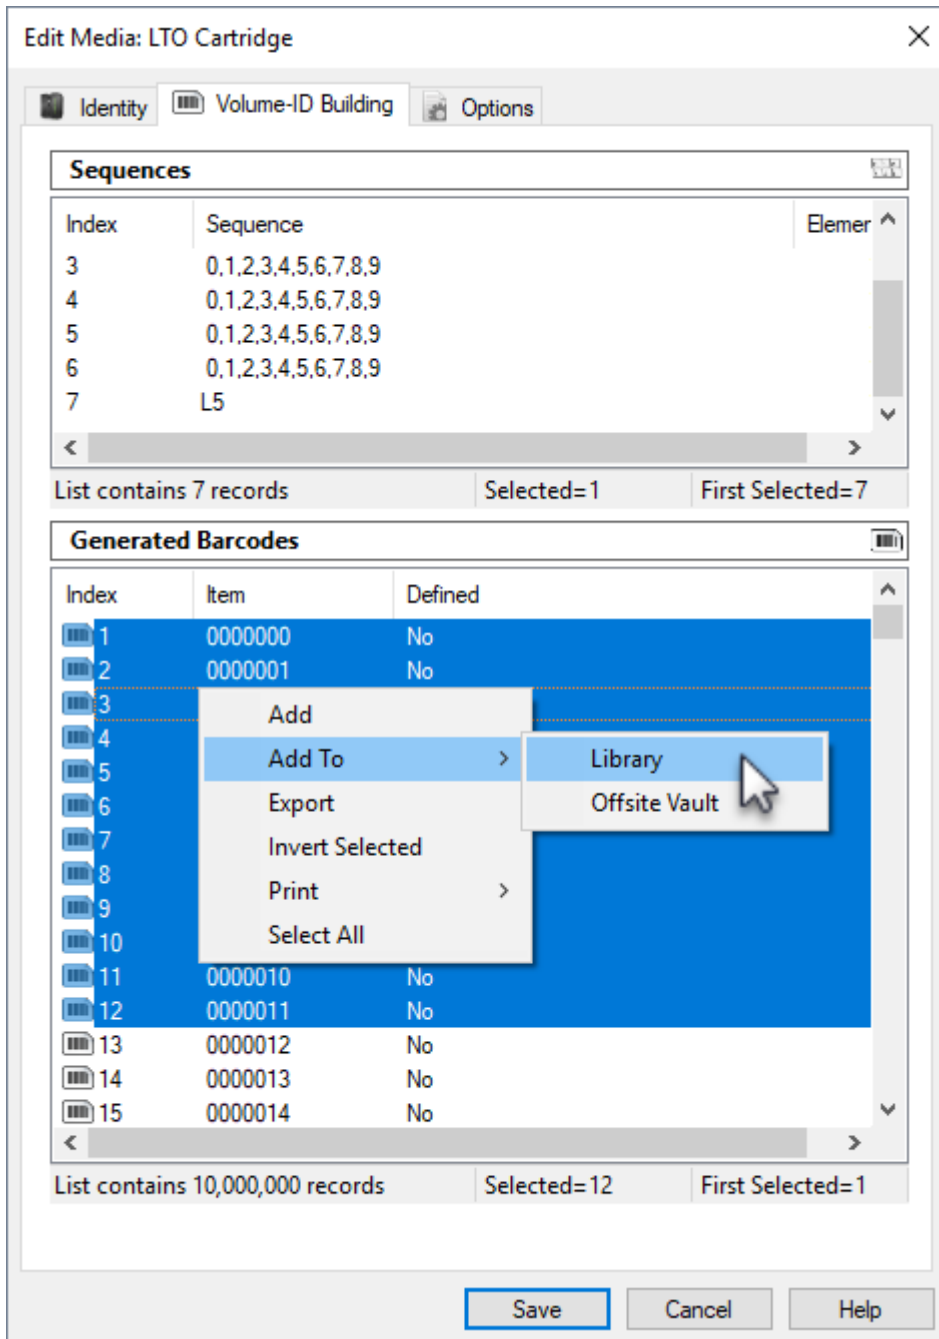 Edit Media: LTO Cartridge
Identity Volume-ID Building Options
Sequences
Index Sequence Elemer
3 0,1,2,3,4,5,6,7,8,9
4 0,1,2,3,4,5,6,7,8,9
5 0,1,2,3,4,5,6,7,8,9
6 0,1,2,3,4,5,6,7,8,9
7 L5
List contains 7 records Selected=1 First Selected=7
Generated Barcodes
Index Item Defined
1 0000000 No
2 0000001 No
3
4
5
6
7
8
9
10
11 0000010 No
12 0000011 No
13 0000012 No
14 0000013 No
15 0000014 No
Add
Add To
Export
Invert Selected
Print
Select All
Library
Offsite Vault
List contains 10,000,000 records Selected=12 First Selected=1
Save Cancel Help